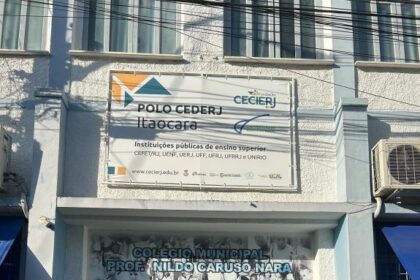 POLO CEDERJ
Itaocara
CECIERJ
Instituições públicas de ensino superior
CEFET/RJ, UENF, UERJ, UFF, UFRJ, UFRRJ e UNIRIO
www.cecierj.edu.br
COLÉGIO MUNICIPAL
PROF. NILDO CARUSO NARA